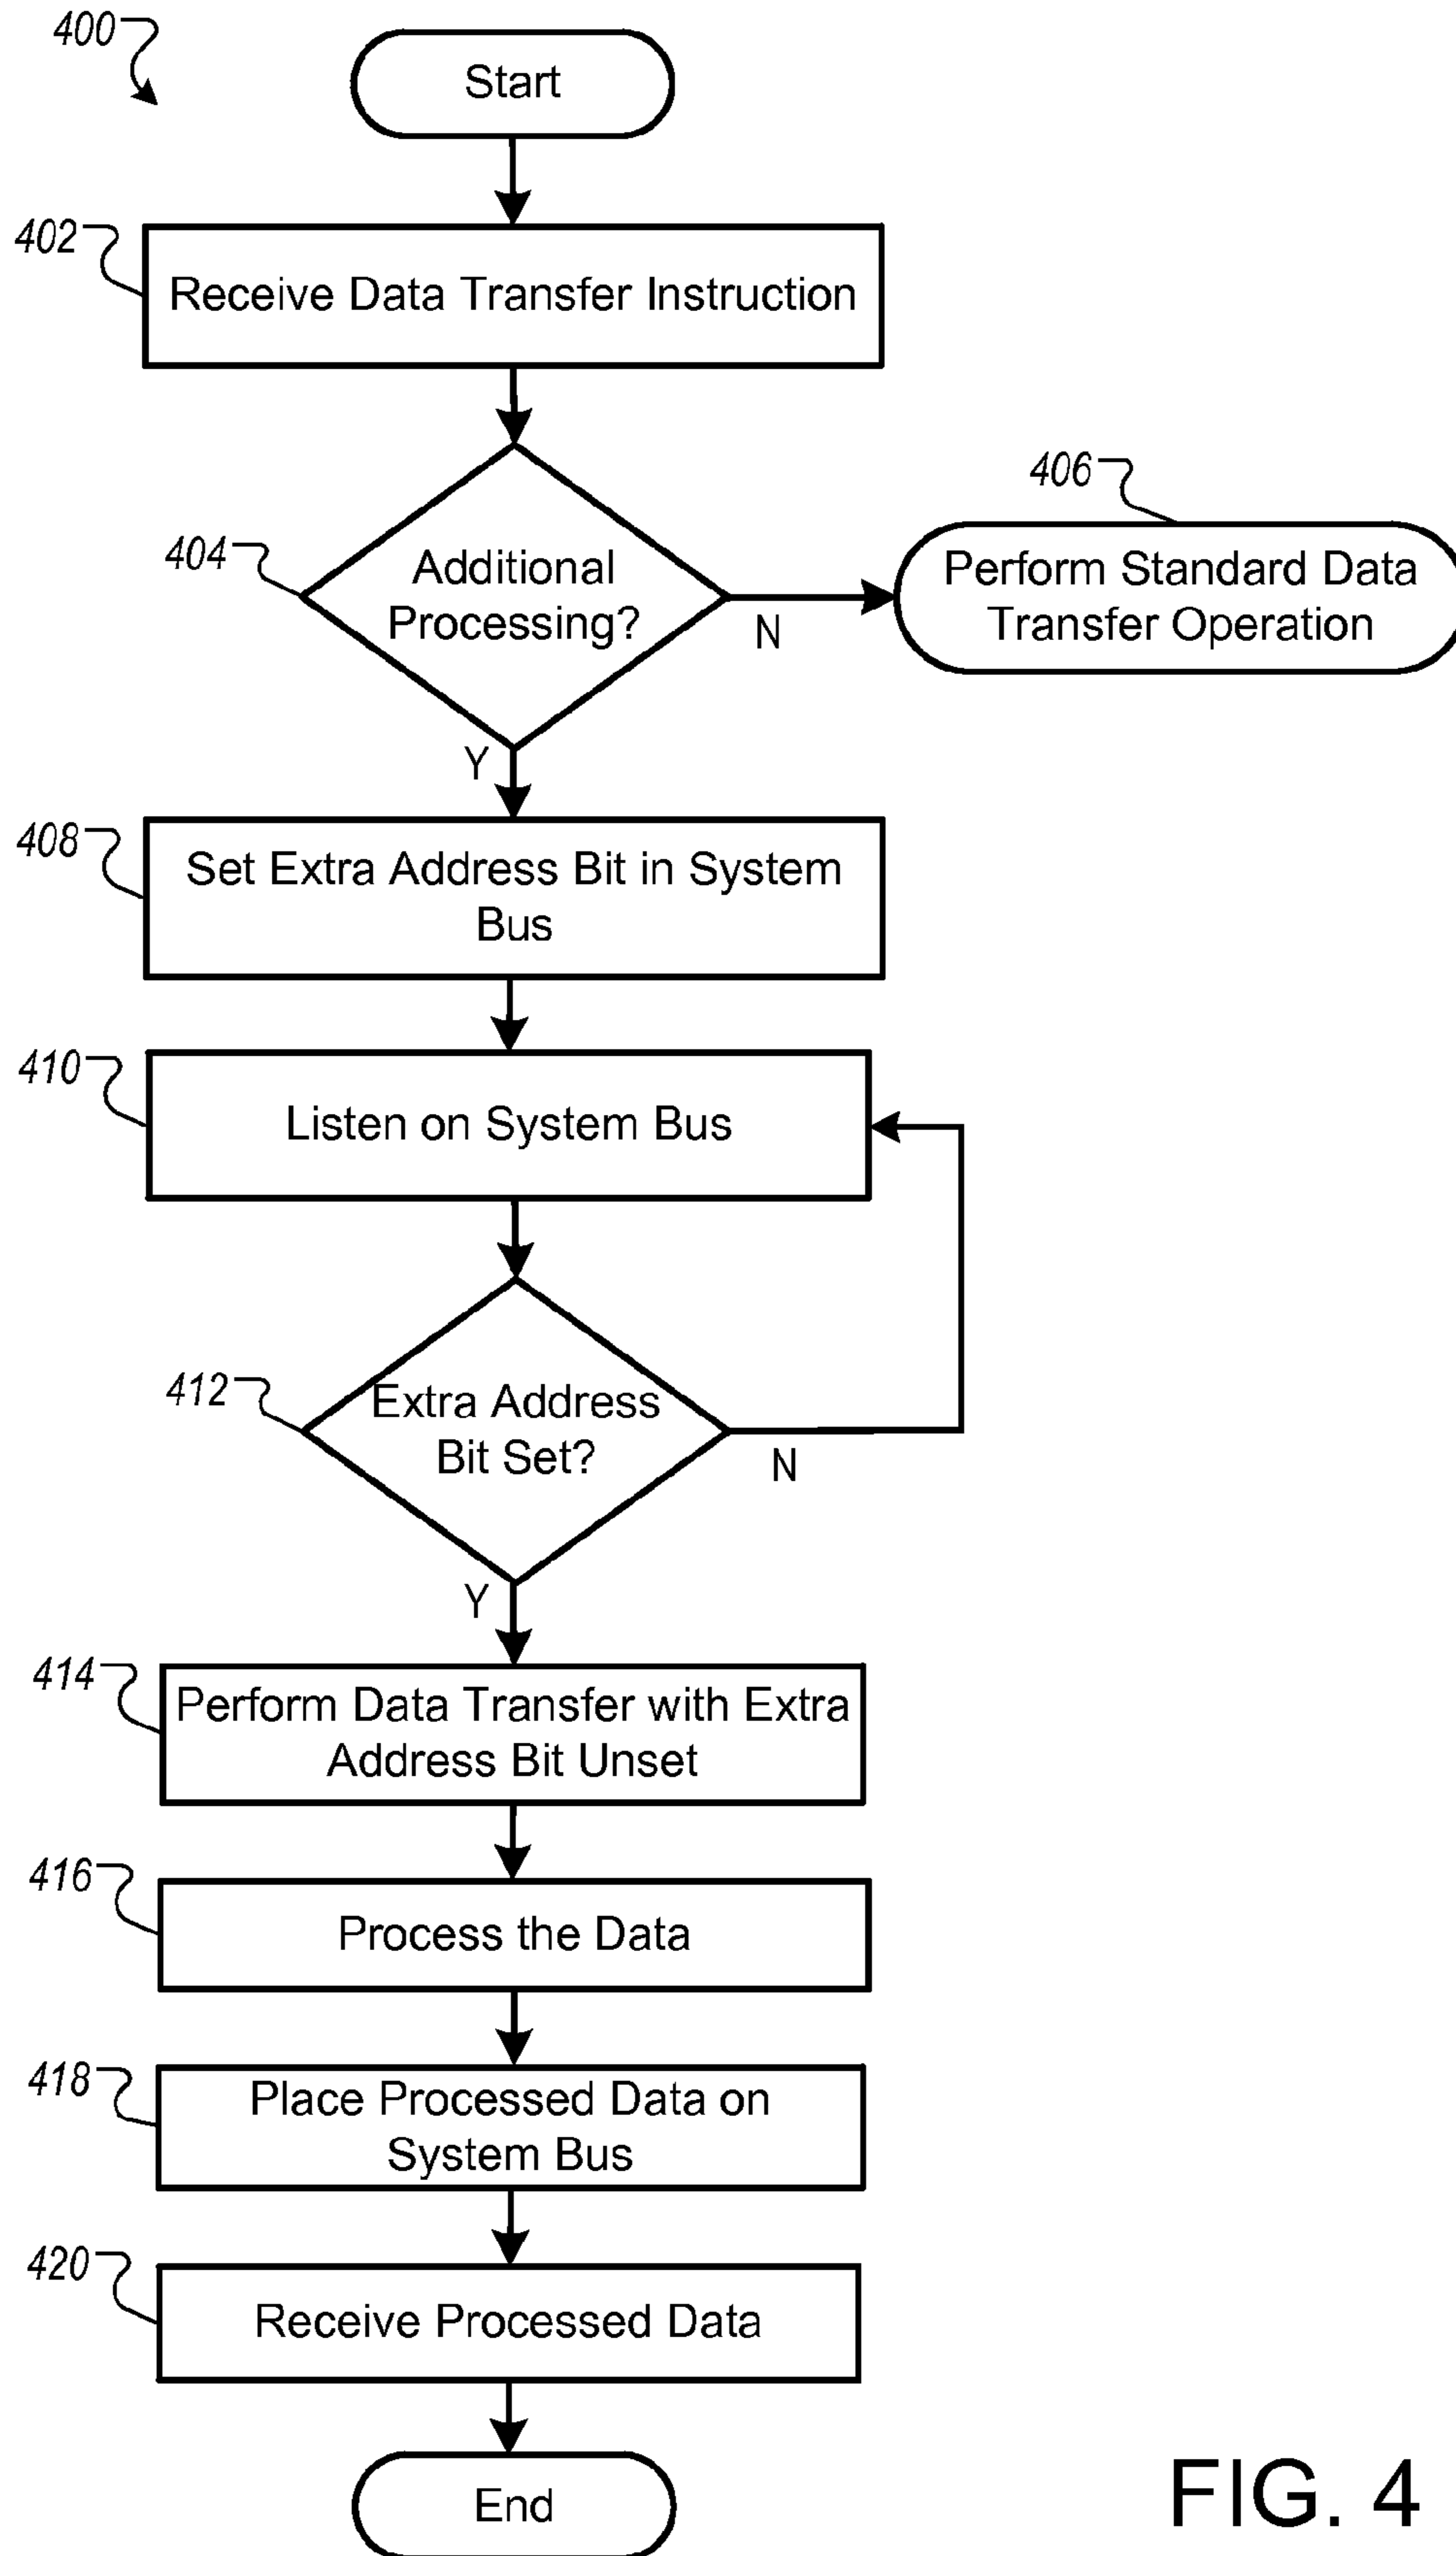 400
Start
402
Receive Data Transfer Instruction
404
Additional
Processing?
N
406
Perform Standard Data
Transfer Operation
Y
408
Set Extra Address Bit in System
Bus
410
Listen on System Bus
412
Extra Address
Bit Set?
N
Y
414
Perform Data Transfer with Extra
Address Bit Unset
416
Process the Data
418
Place Processed Data on
System Bus
420
Receive Processed Data
End
FIG. 4